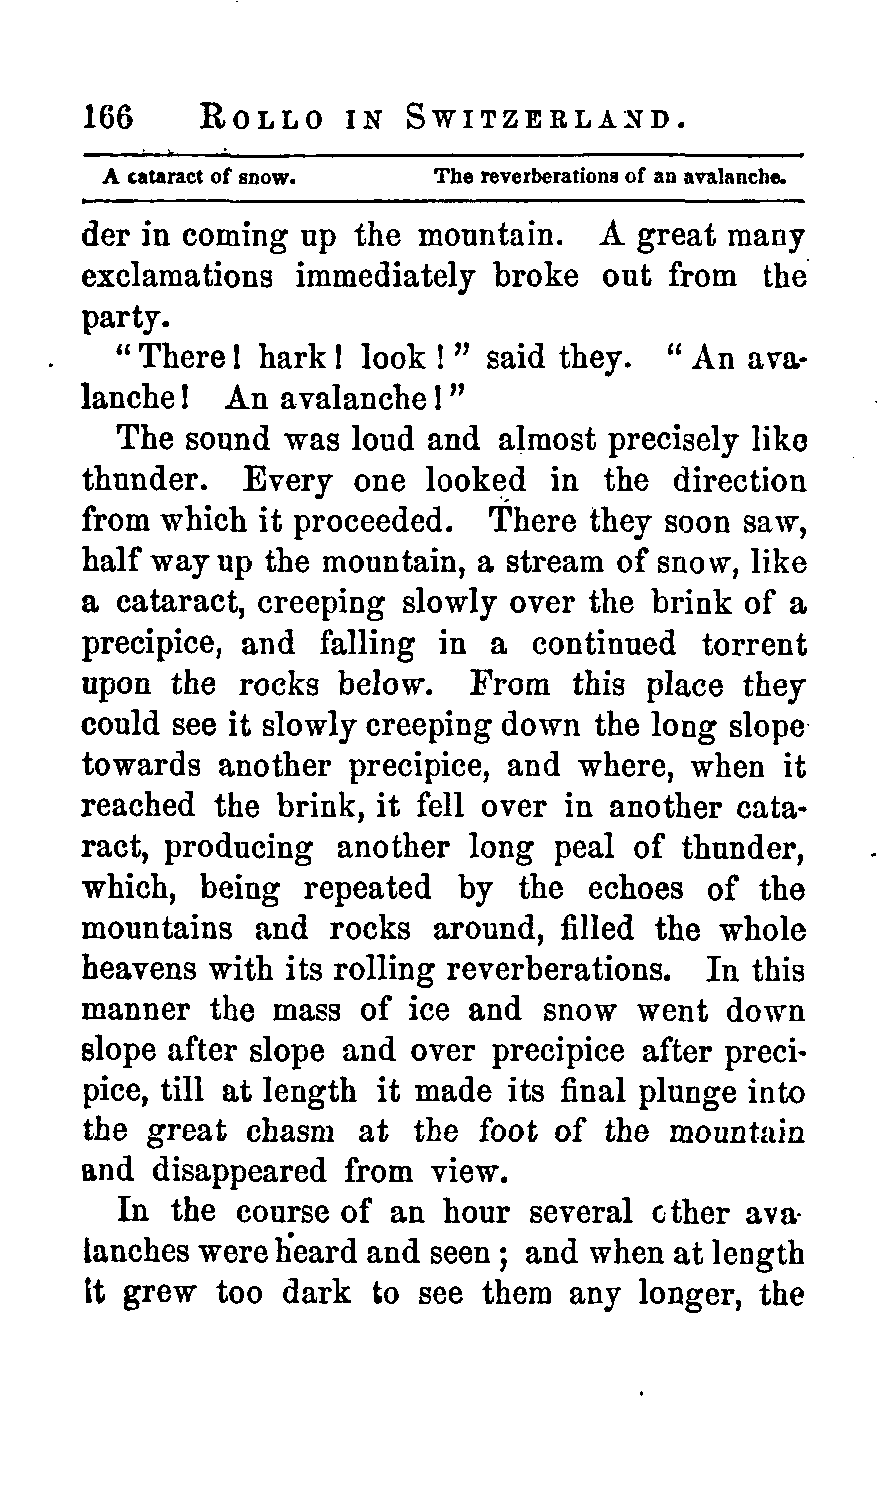 166 ROLLO IN SWITZERLAND.
A cataract of snow. The reverberations of an avalanche.
der in coming up the mountain. A great many
exclamations immediately broke out from the
party.
"There! hark! look!" said they. "An ava-
lanche! An avalanche!"
The sound was loud and almost precisely like
thunder. Every one looked in the direction
from which it proceeded. There they soon saw,
half way up the mountain, a stream of snow, like
a cataract, creeping slowly over the brink of a
precipice, and falling in a continued torrent
upon the rocks below. From this place they
could see it slowly creeping down the long slope
towards another precipice, and where, when it
reached the brink, it fell over in another cata-
ract, producing another long peal of thunder,
which, being repeated by the echoes of the
mountains and rocks around, filled the whole
heavens with its rolling reverberations. In this
manner the mass of ice and snow went down
slope after slope and over precipice after preci-
pice, till at length it made its final plunge into
the great chasm at the foot of the mountain
and disappeared from view.
In the course of an hour several other ava-
lanches were heard and seen; and when at length
it grew too dark to see them any longer, the